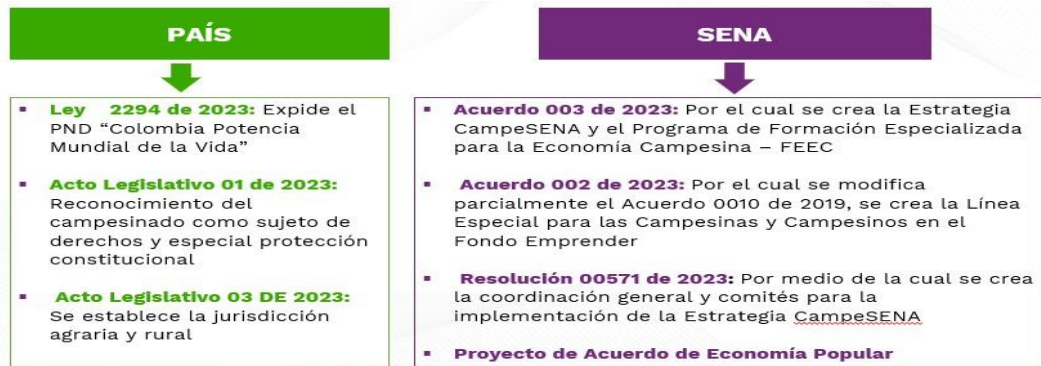 PAÍS
Ley 2294 de 2023: Expide el
PND “Colombia Potencia
Mundial de la Vida”
Acto Legislativo 01 de 2023:
Reconocimiento del
campesinado como sujeto de
derechos y especial protección
constitucional
Acto Legislativo 03 DE 2023:
Se establece la jurisdicción
agraria y rural
SENA
Acuerdo 003 de 2023: Por el cual se crea la Estrategia
CampeSENA y el Programa de Formación Especializada
para la Economía Campesina – FEEC
Acuerdo 002 de 2023: Por el cual se modifica
parcialmente el Acuerdo 0010 de 2019, se crea la Línea
Especial para las Campesinas y Campesinos en el
Fondo Emprender
Resolución 00571 de 2023: Por medio de la cual se crea
la coordinación general y comités para la
implementación de la Estrategia CampeSENA
Proyecto de Acuerdo de Economía Popular